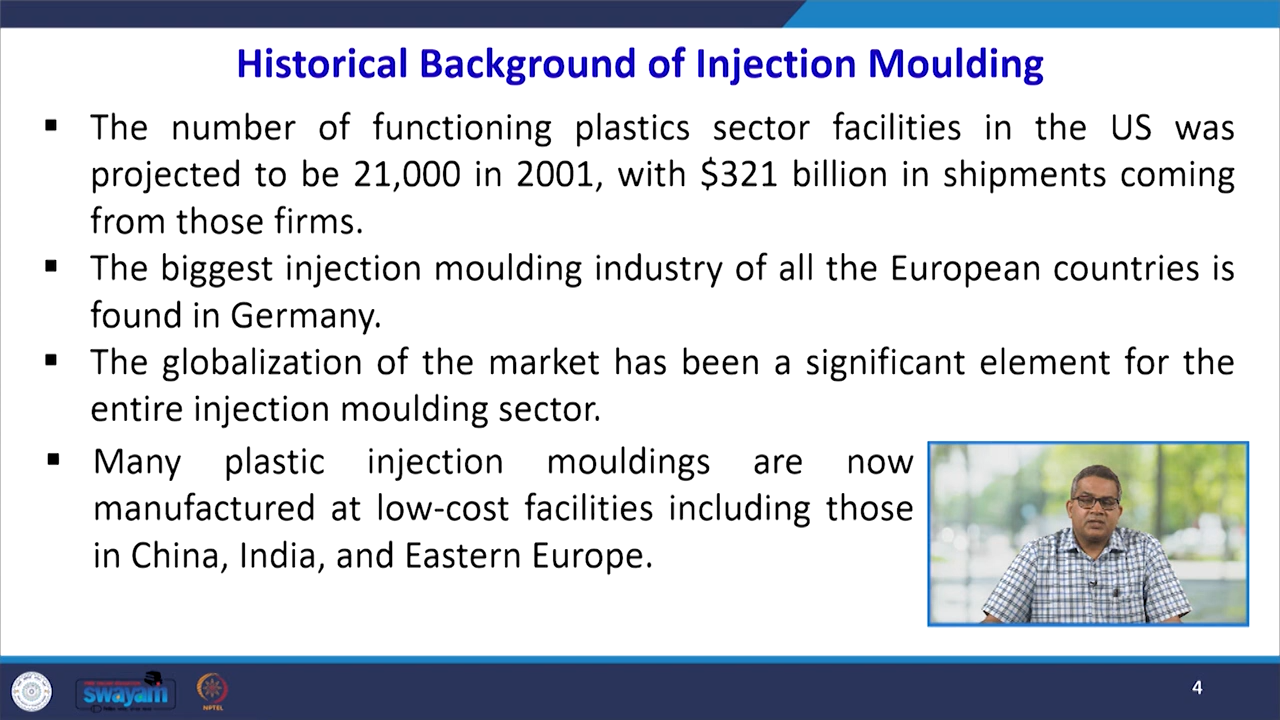 Historical Background of Injection Moulding
▪ The number of functioning plastics sector facilities in the US was
projected to be 21,000 in 2001, with $321 billion in shipments coming
from those firms.
▪ The biggest injection moulding industry of all the European countries is
found in Germany.
▪ The globalization of the market has been a significant element for the
entire injection moulding sector.
▪ Many plastic injection mouldings are now
manufactured at low-cost facilities including those
in China, India, and Eastern Europe.
swayam
NPTEL
4